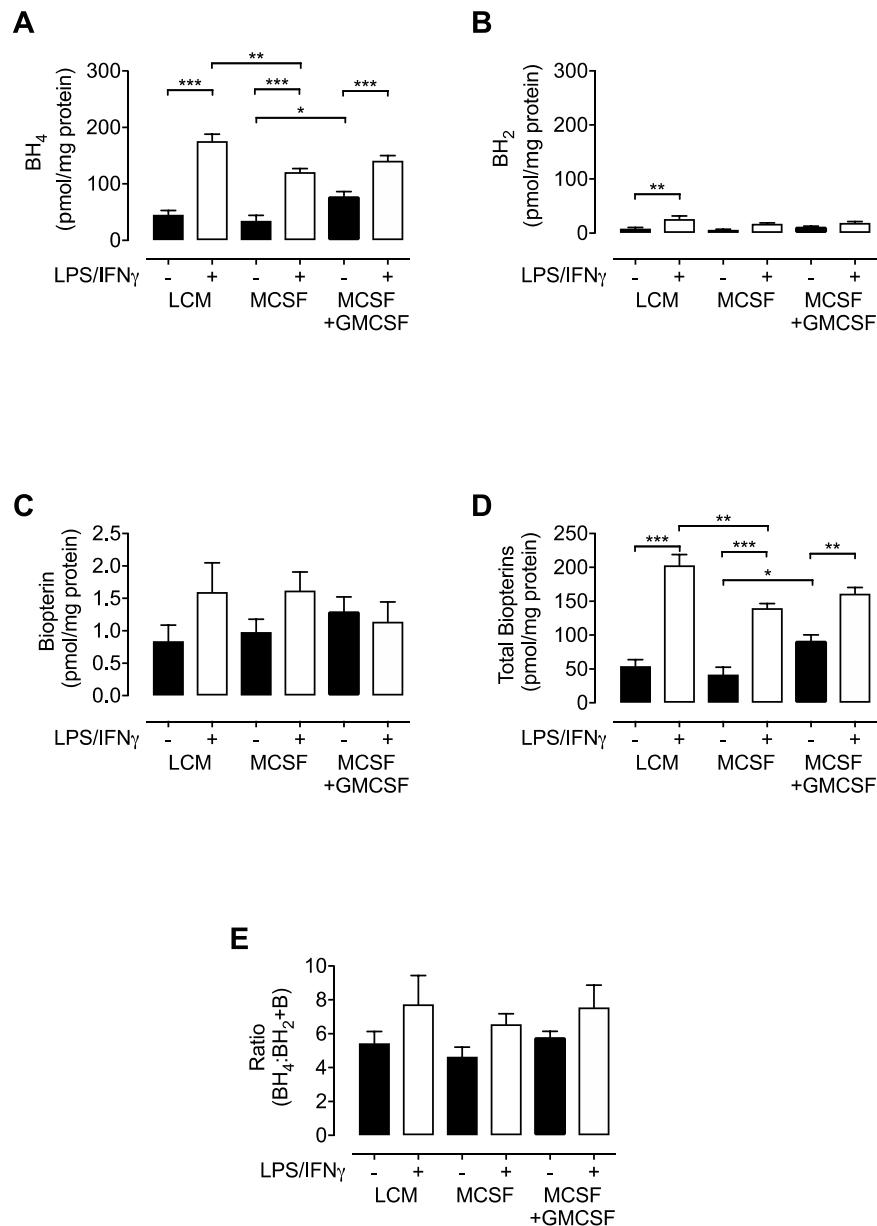 A
BH4
(pmol/mg protein)
300
200
100
0
***
**
***
*
***
LPS/IFNγ
- + - + - +
LCM MCSF MCSF
+GMCSF
B
BH2
(pmol/mg protein)
300
200
100
0
**
LPS/IFNγ
- + - + - +
LCM MCSF MCSF
+GMCSF
C
Biopterin
(pmol/mg protein)
2.5
2.0
1.5
1.0
0.5
0.0
LPS/IFNγ
- + - + - +
LCM MCSF MCSF
+GMCSF
D
Total Biopterins
(pmol/mg protein)
250
200
150
100
50
0
***
**
***
*
**
LPS/IFNγ
- + - + - +
LCM MCSF MCSF
+GMCSF
E
Ratio
(BH4:BH2+B)
10
8
6
4
2
0
LPS/IFNγ
- + - + - +
LCM MCSF MCSF
+GMCSF